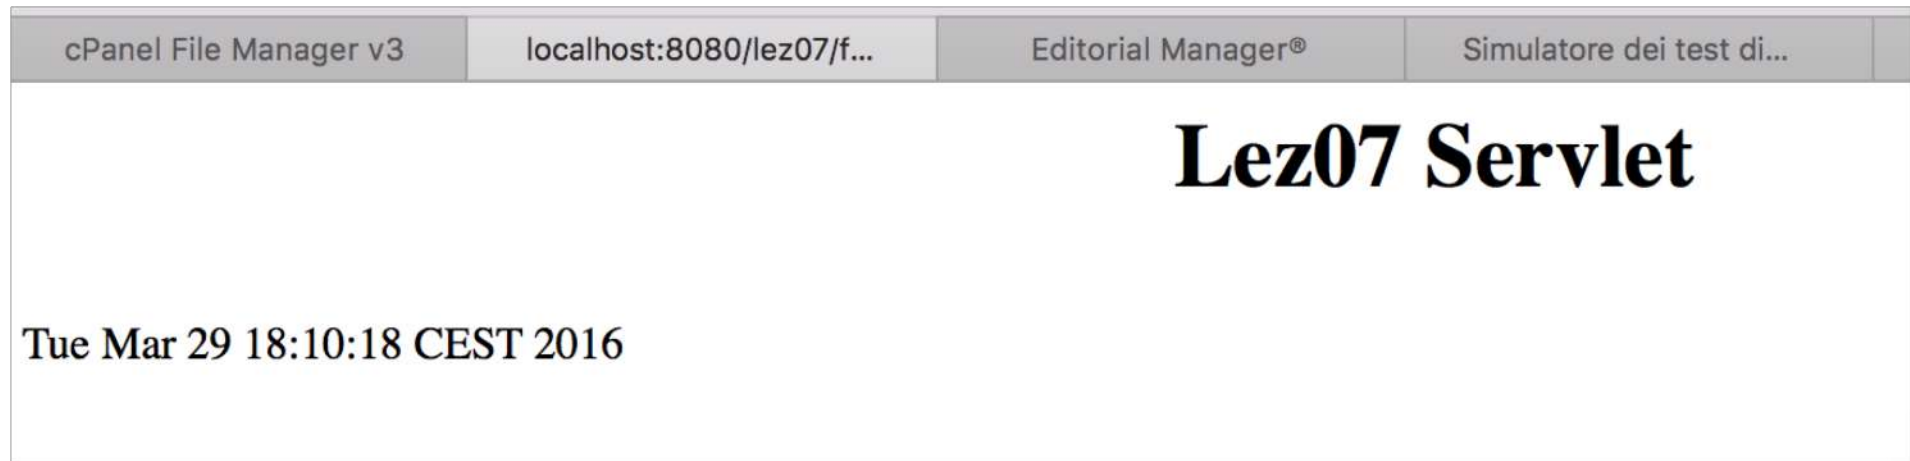 cPanel File Manager v3 localhost:8080/lez07/f... Editorial Manager® Simulatore dei test di...
Lez07 Servlet
Tue Mar 29 18:10:18 CEST 2016